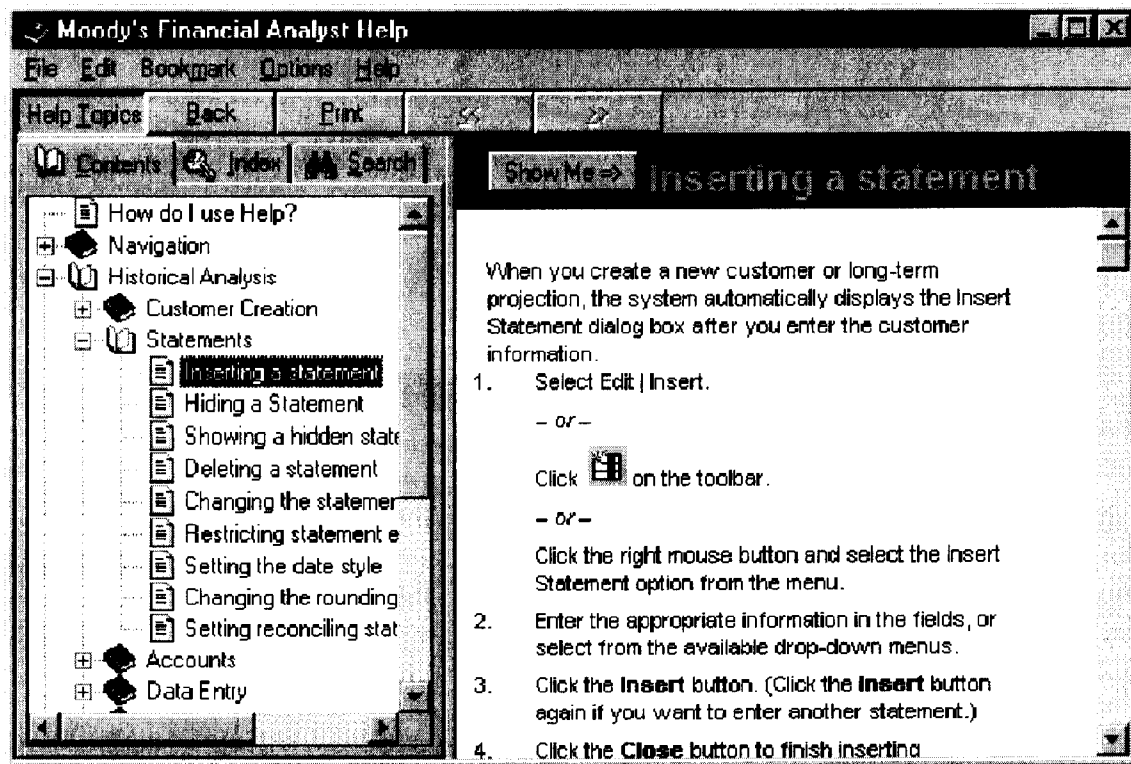 Moody's Financial Analyst Help
File Edit Bookmark Options Help
Help Topics Back Print << >>
Contents Index Search
Show Me => Inserting a statement
How do I use Help?
Navigation
Historical Analysis
Customer Creation
Statements
Inserting a statement
Hiding a Statement
Showing a hidden state
Deleting a statement
Changing the statemer
Restricting statement e
Setting the date style
Changing the rounding
Setting reconciling stat
Accounts
Data Entry
When you create a new customer or long-term
projection, the system automatically displays the Insert
Statement dialog box after you enter the customer
information.
1. Select Edit | Insert.
– or –
Click on the toolbar.
– or –
Click the right mouse button and select the Insert
Statement option from the menu.
2. Enter the appropriate information in the fields, or
select from the available drop-down menus.
3. Click the Insert button. (Click the Insert button
again if you want to enter another statement.)
4. Click the Close button to finish inserting